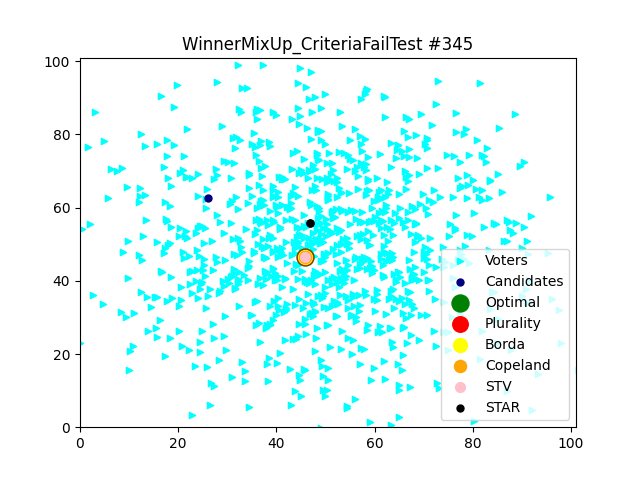 WinnerMixUp_CriteriaFailTest #345
100
80
60
40
20
0
0
20
40
60
80
100
Voters
Candidates
Optimal
Plurality
Borda
Copeland
STV
STAR